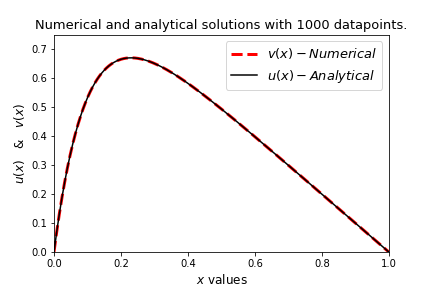 Numerical and analytical solutions with 1000 datapoints.
0.7
0.6
0.5
0.4
0.3
0.2
0.1
0.0
u(x) & v(x)
v(x) − Numerical
u(x) − Analytical
0.0 0.2 0.4 0.6 0.8 1.0
x values